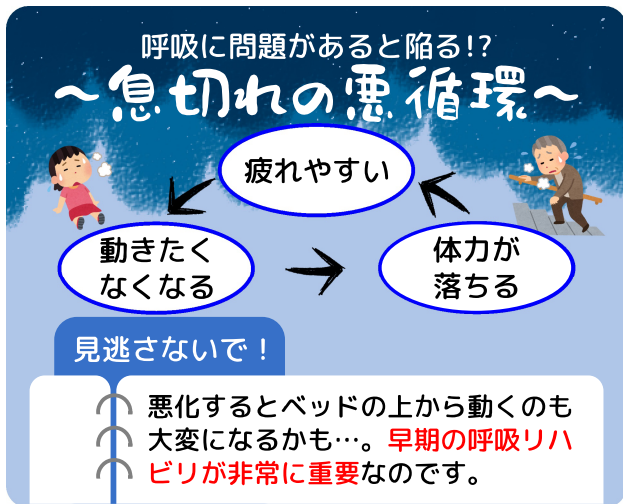 呼吸に問題があると陥る!?
～息切れの悪循環～
疲れやすい
動きたく
なくなる
体力が
落ちる
見逃さないで！
悪化するとベッドの上から動くのも
大変になるかも…。早期の呼吸リハ
ビリが非常に重要なのです。